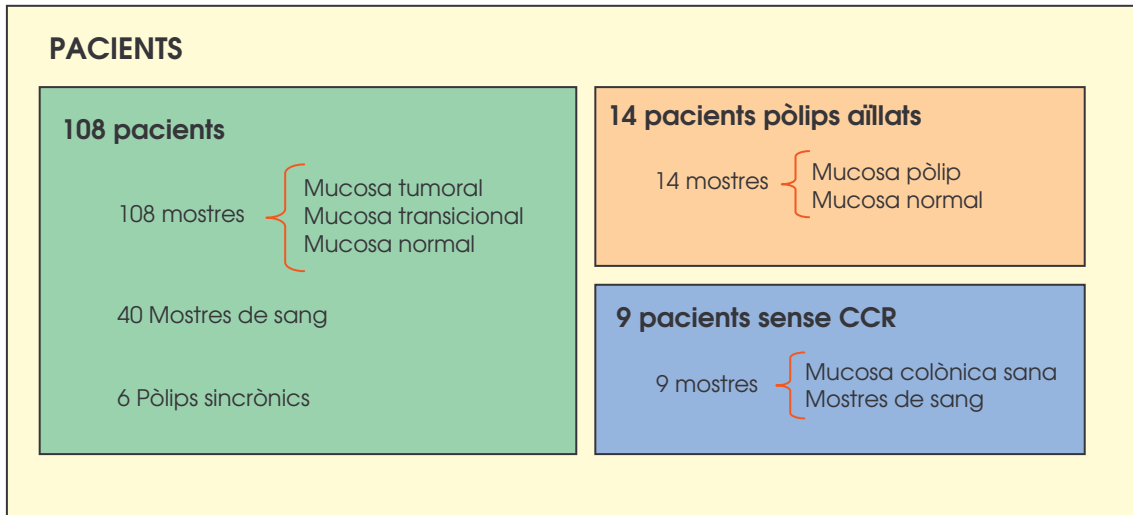 PACIENTS
108 pacients
108 mostres
Mucosa tumoral
Mucosa transicional
Mucosa normal
40 Mostres de sang
6 Pòlips sincrònics
14 pacients pòlips aïllats
14 mostres
Mucosa pòlip
Mucosa normal
9 pacients sense CCR
9 mostres
Mucosa colònica sana
Mostres de sang